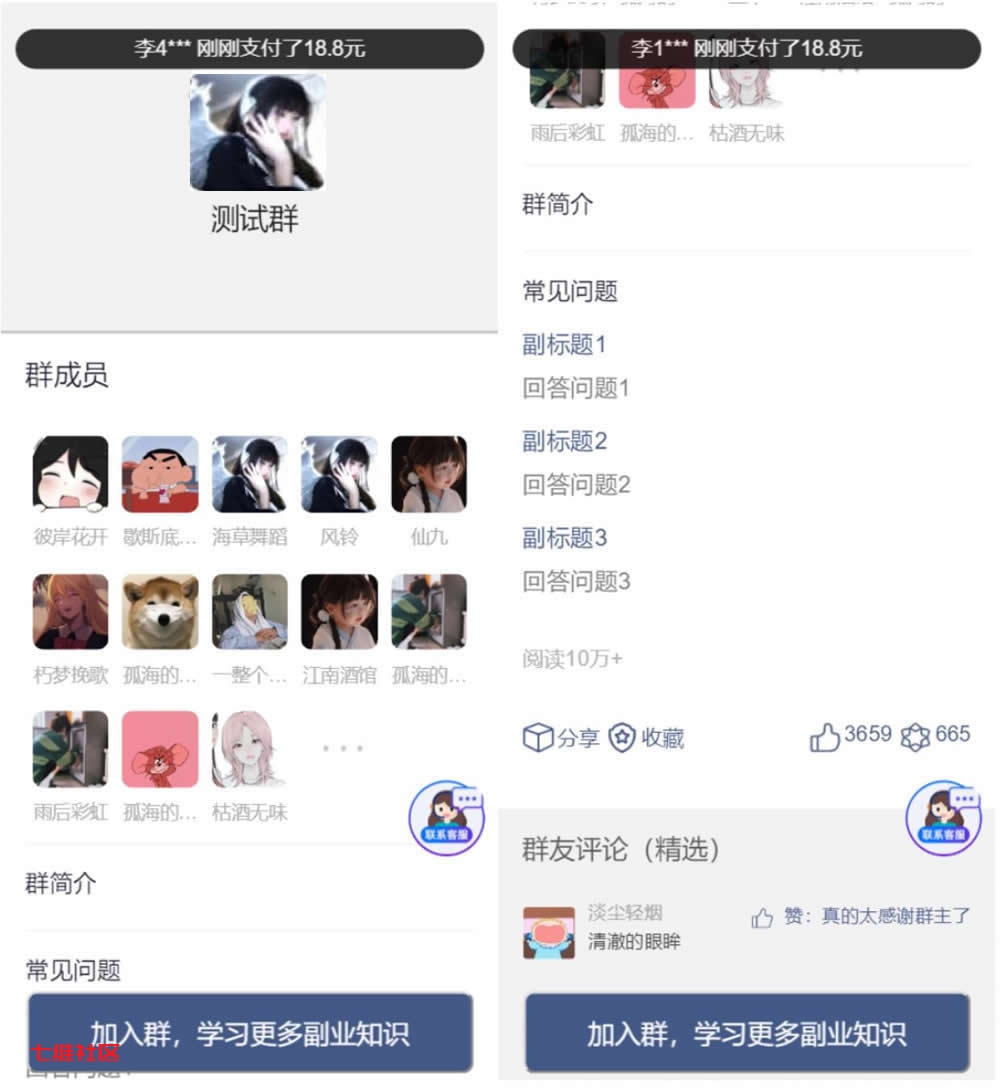 李4*** 刚刚支付了18.8元
测试群
群成员
彼岸花开 歌斯底... 海草舞蹈 风铃 仙九
朽梦挽歌 孤海的... 一整个... 江南酒馆 孤海的...
雨后彩虹 孤海的... 枯酒无味
...
联系客服
群简介
常见问题
加入群，学习更多副业知识
李1*** 刚刚支付了18.8元
雨后彩虹 孤海的... 枯酒无味
群简介
常见问题
副标题1
回答问题1
副标题2
回答问题2
副标题3
回答问题3
阅读10万+
分享 收藏 3659 665
联系客服
群友评论（精选）
淡尘轻烟
清澈的眼眸
赞：真的太感谢群主了
加入群，学习更多副业知识